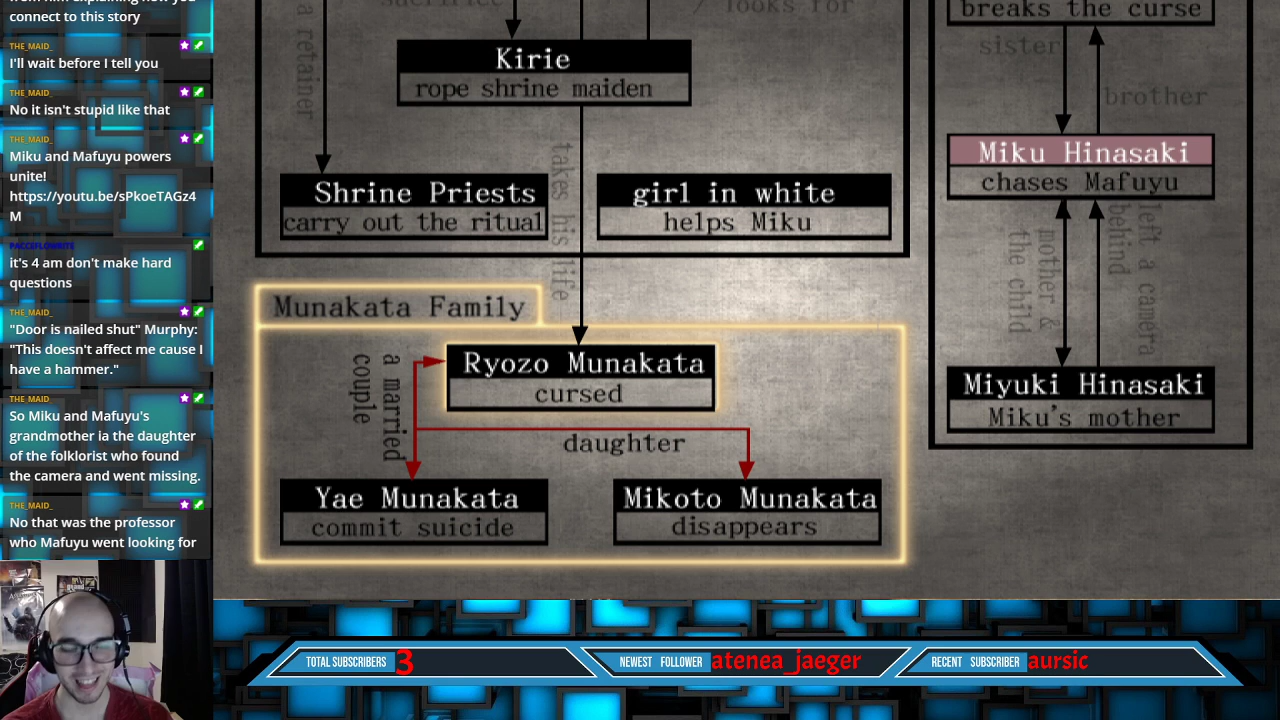 from him explaining how you
connect to this story
THE_MAID_
I'll wait before I tell you
THE_MAID_
No it isn't stupid like that
THE_MAID_
Miku and Mafuyu powers
unite!
https://youtu.be/sPkoeTAGz4
M
PACCEFLOWRITE
it's 4 am don't make hard
questions
THE_MAID_
"Door is nailed shut" Murphy:
"This doesn't affect me cause I
have a hammer."
THE_MAID_
So Miku and Mafuyu's
grandmother ia the daughter
of the folklorist who found
the camera and went missing.
THE_MAID_
No that was the professor
who Mafuyu went looking for
a retainer
sacrifice
looks for
Kirie
rope shrine maiden
takes his life
Shrine Priests
carry out the ritual
girl in white
helps Miku
breaks the curse
sister
brother
Miku Hinasaki
chases Mafuyu
mother &
the child
left a camera
behind
Miyuki Hinasaki
Miku's mother
Munakata Family
Ryozo Munakata
cursed
a married
couple
daughter
Yae Munakata
commit suicide
Mikoto Munakata
disappears
TOTAL SUBSCRIBERS 3
NEWEST FOLLOWER atenea_jaeger
RECENT SUBSCRIBER aursic